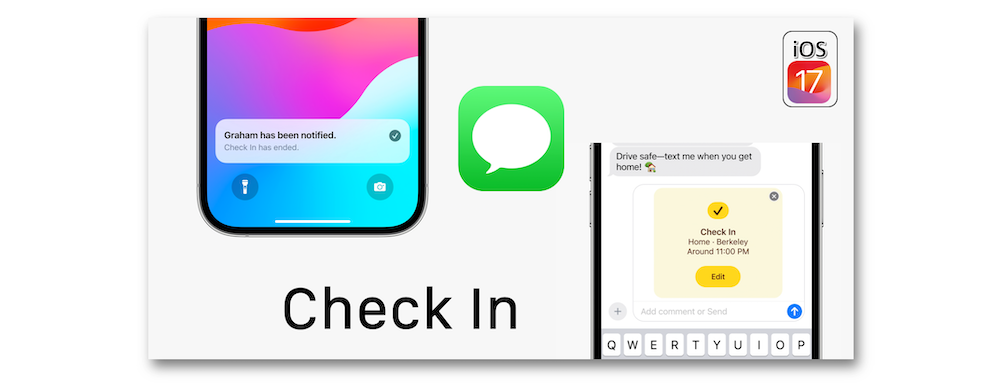 iOS
17
Graham has been notified.
Check In has ended.
Drive safe—text me when you get
home! 🏡
Check In
Home · Berkeley
Around 11:00 PM
Edit
Add comment or Send
Q W E R T Y U I O P
Check In